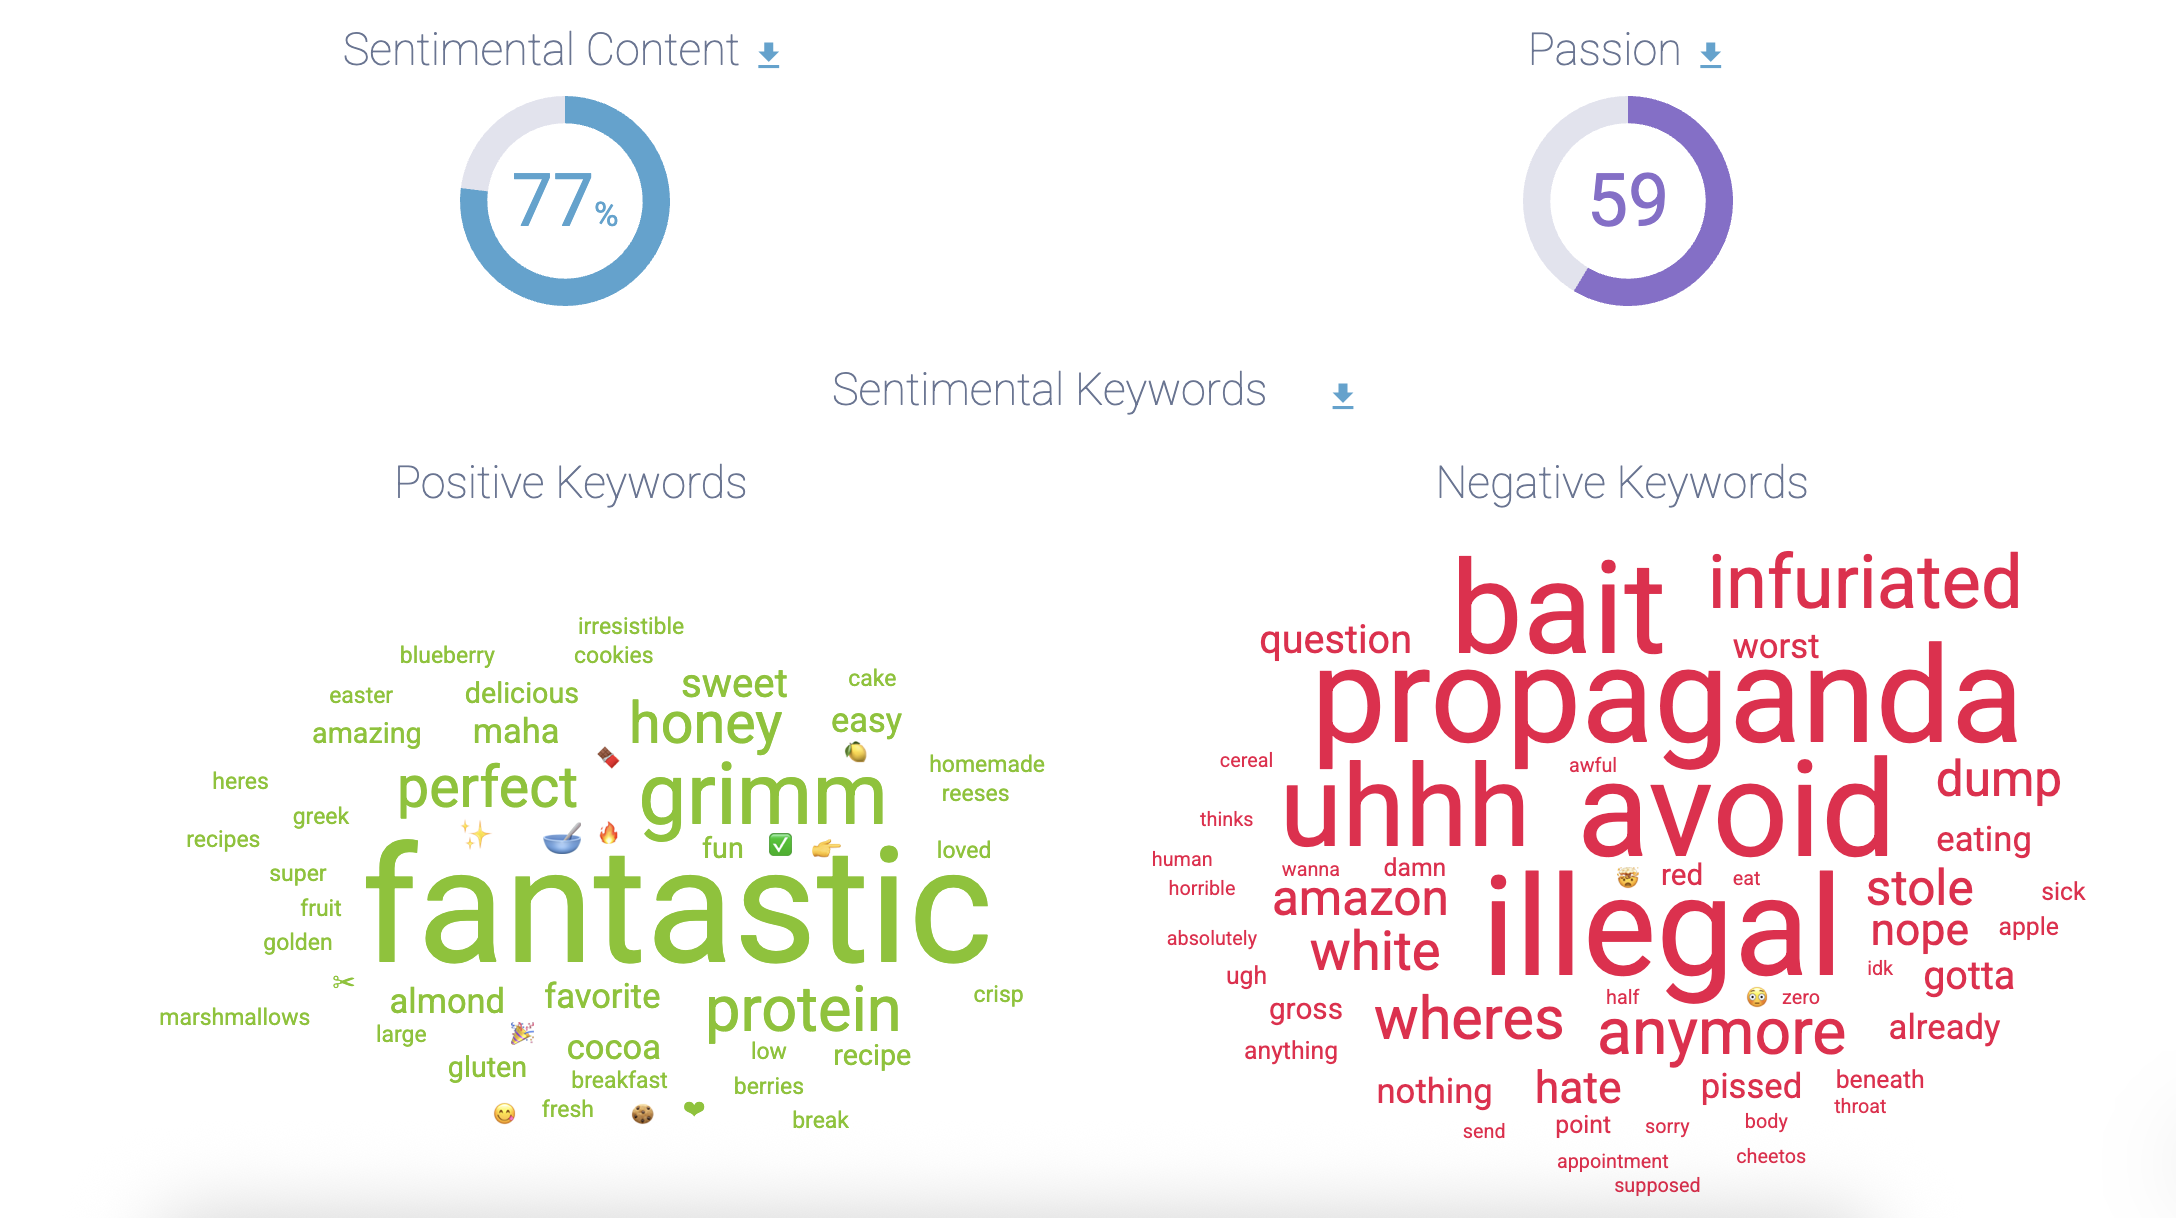 Sentimental Content
Passion
77%
59
Sentimental Keywords
Positive Keywords
Negative Keywords
irresistible
blueberry cookies
easter delicious sweet cake
amazing maha honey easy
heres perfect grimm homemade
reeses
greek
recipes fun loved
super fantastic
fruit
golden
marshmallows almond favorite protein crisp
large
gluten cocoa low recipe
breakfast berries
fresh break
bait infuriated
question worst
propaganda
cereal awful dump
thinks uhhh avoid eating
human wanna damn red eat
horrible amazon illegal stole sick
absolutely white nope apple
ugh idk gotta
gross wheres half zero
anything anymore already
nothing hate pissed beneath
throat
send point sorry body
appointment cheetos
supposed